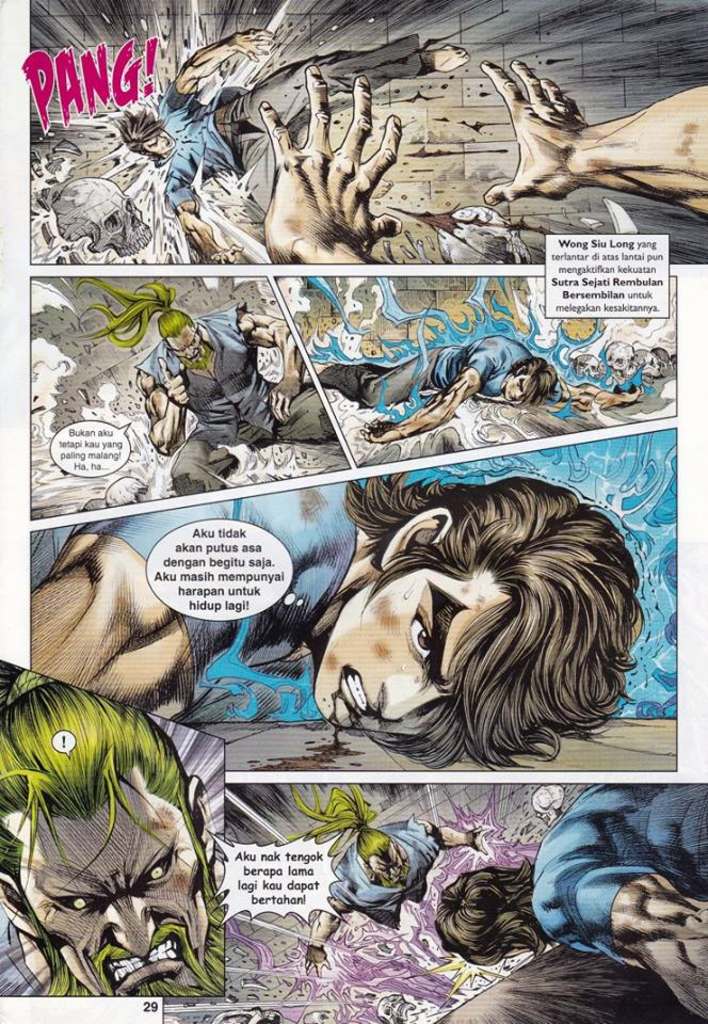 PANG!
Wong Siu Long yang
terlantar di atas lantai pun
mengaktifkan kekuatan
Sutra Sejati Rembulan
Bersembilan untuk
melegakan kesakitannya.
Bukan aku
tetapi kau yang
paling malang!
Ha, ha...
Aku tidak
akan putus asa
dengan begitu saja.
Aku masih mempunyai
harapan untuk
hidup lagi!
!
Aku nak tengok
berapa lama
lagi kau dapat
bertahan!
29